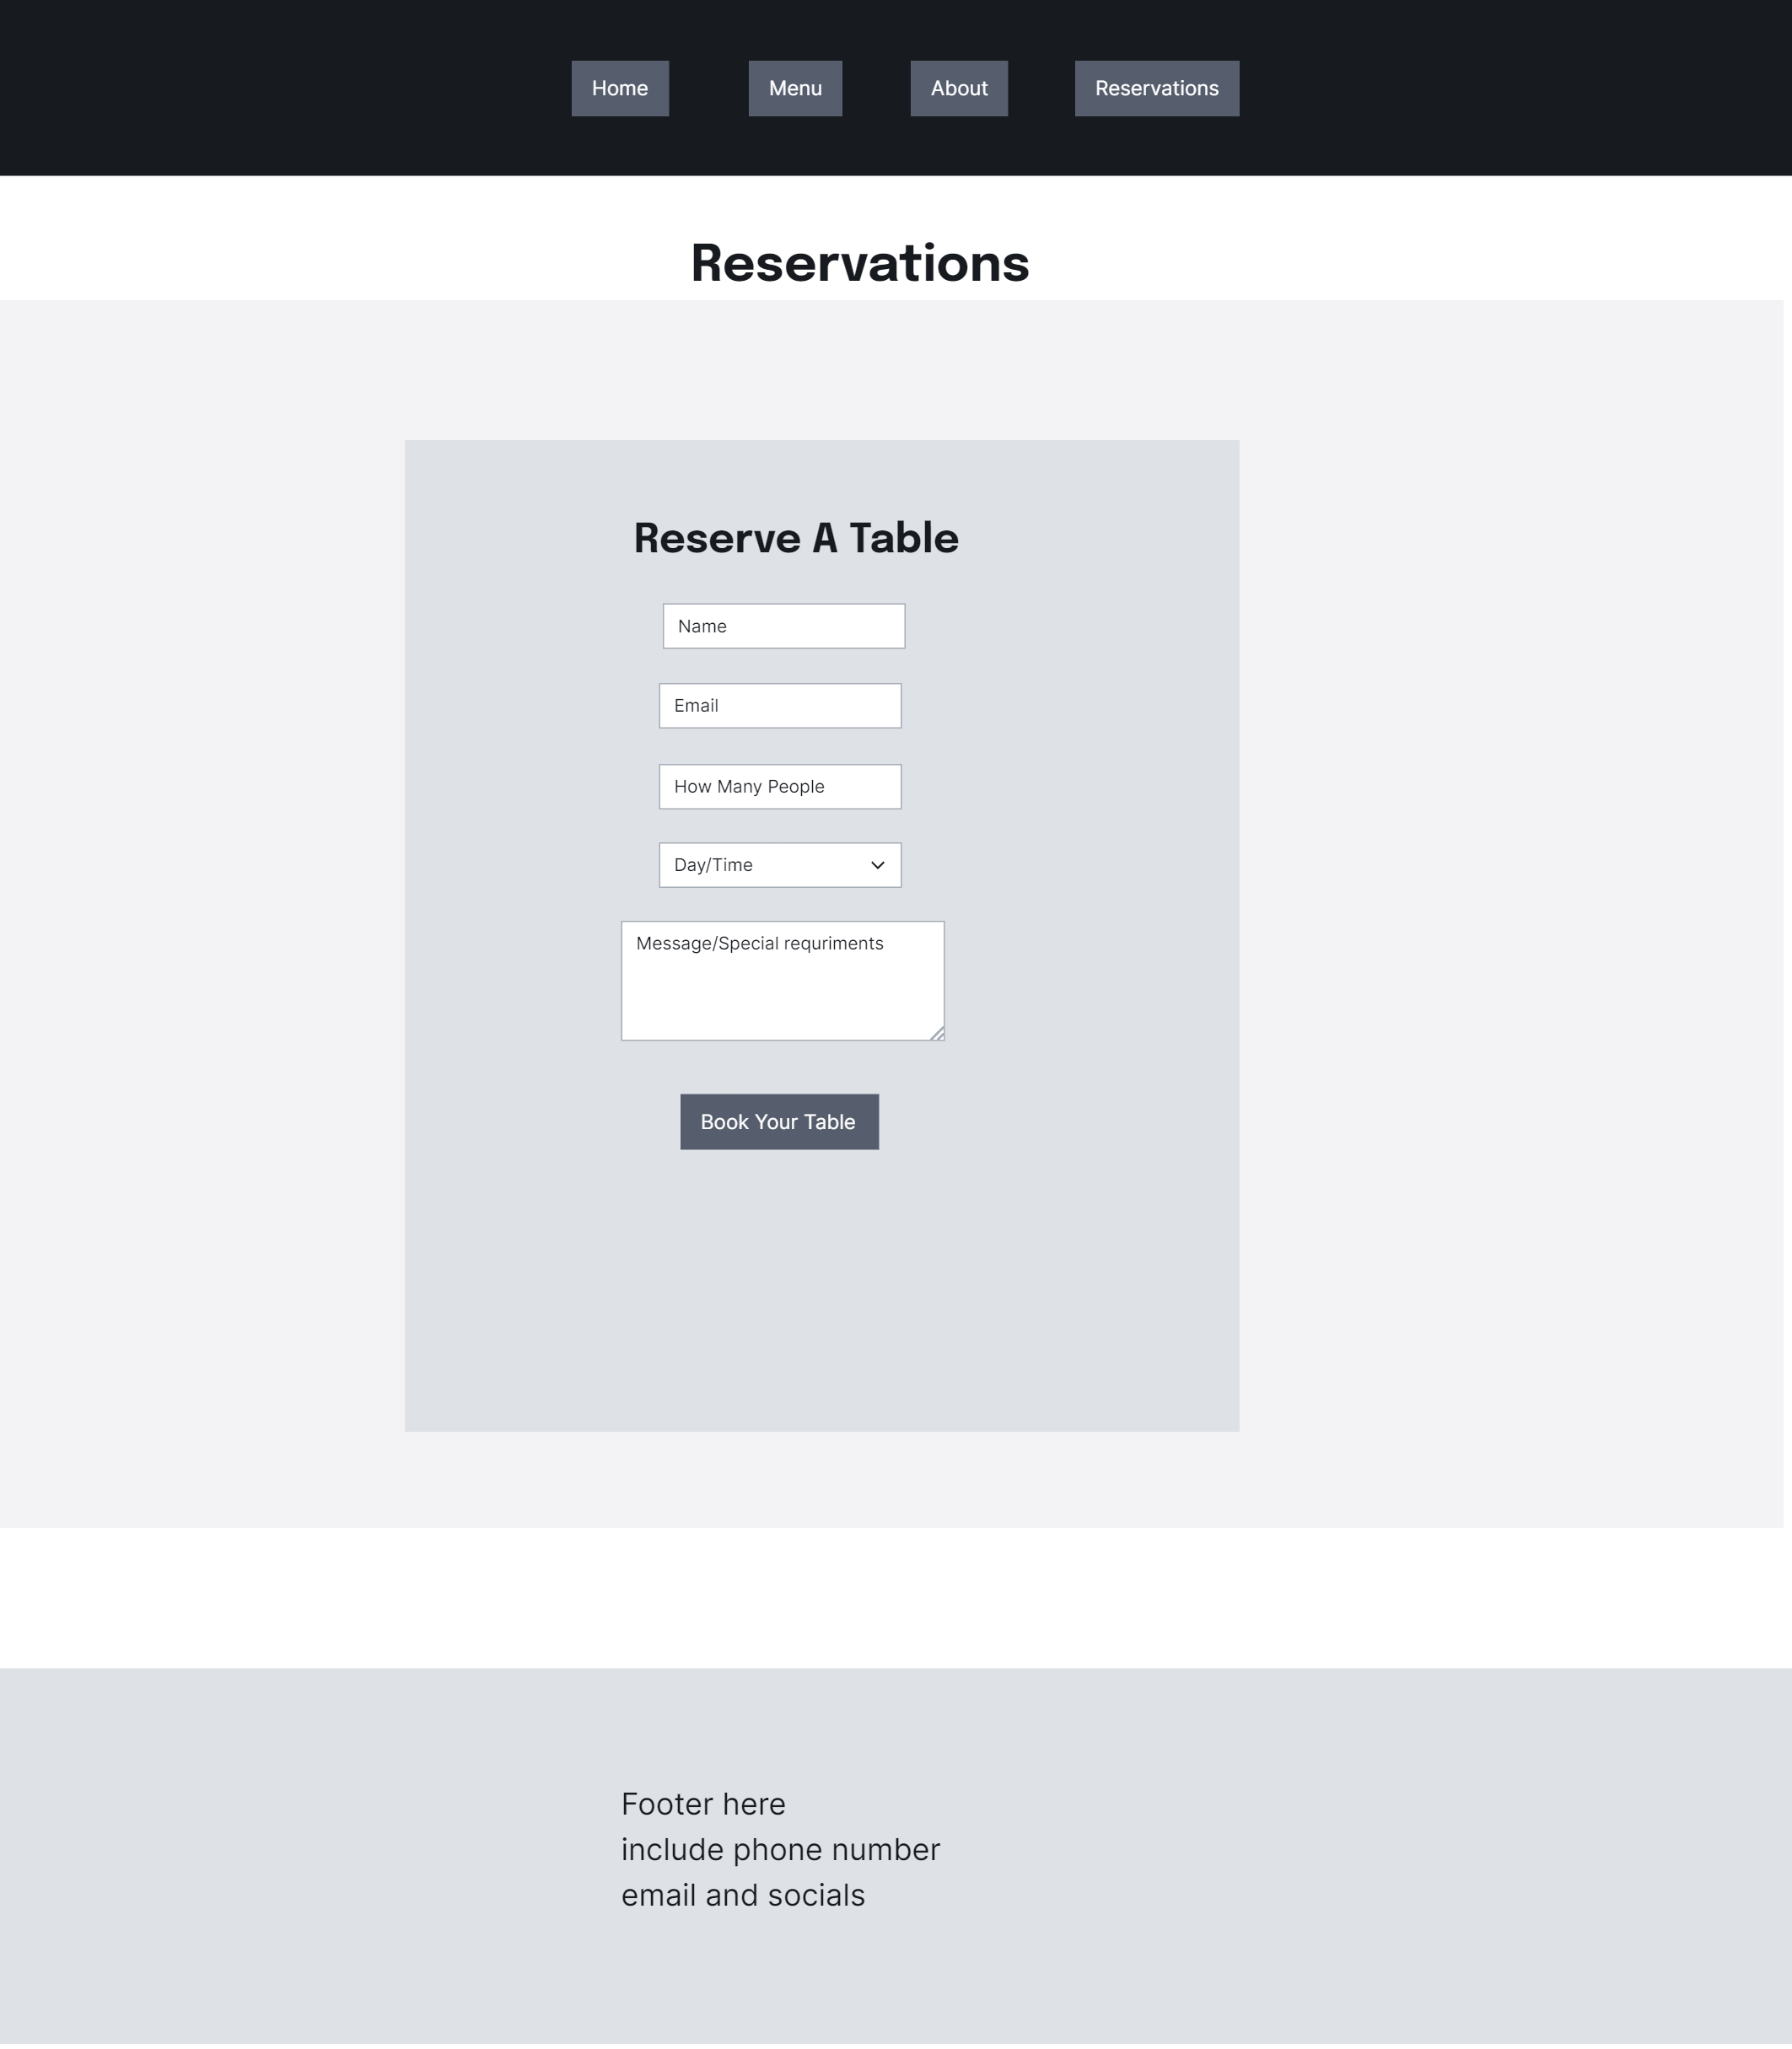 Home Menu About Reservations
Reservations
Reserve A Table
Name
Email
How Many People
Day/Time
Message/Special requriments
Book Your Table
Footer here
include phone number
email and socials